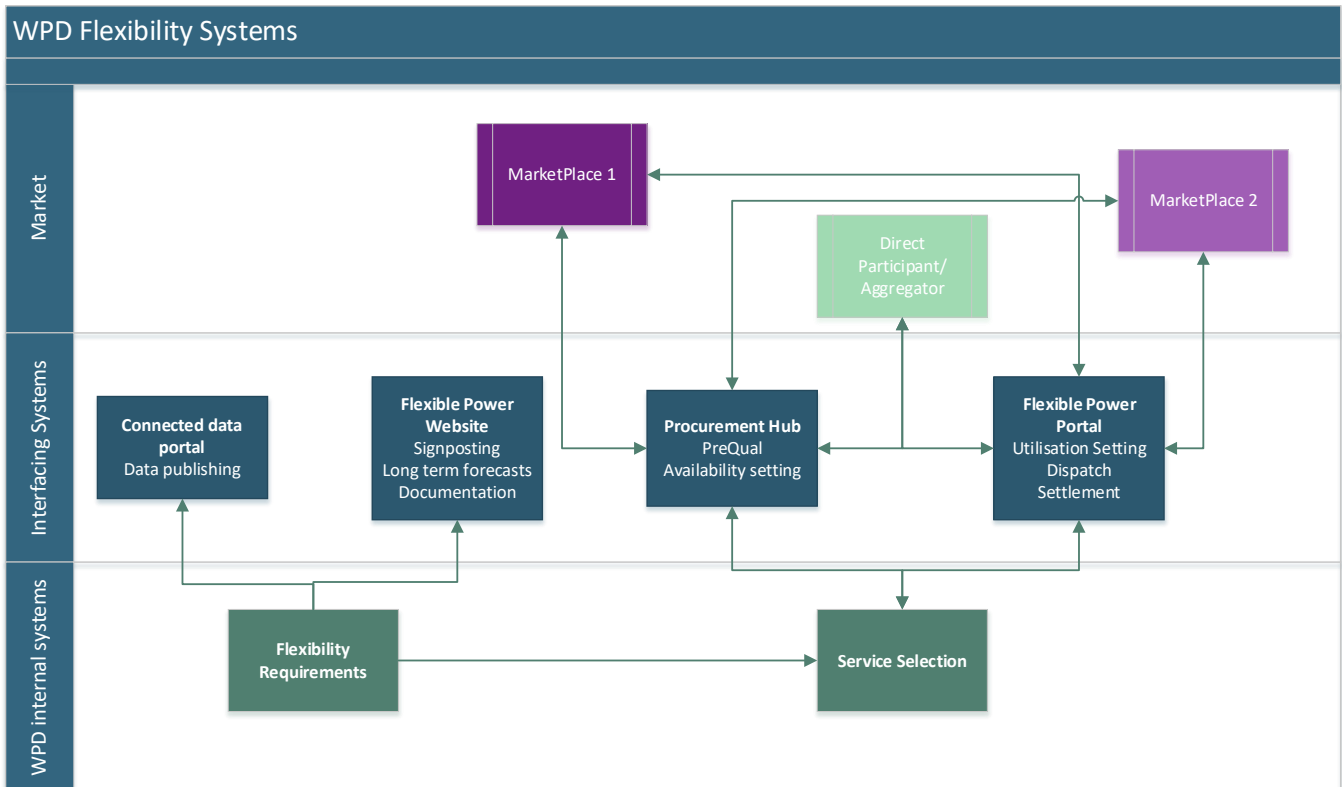 WPD Flexibility Systems
Market
MarketPlace 1
MarketPlace 2
Direct
Participant/
Aggregator
Interfacing Systems
Connected data
portal
Data publishing
Flexible Power
Website
Signposting
Long term forecasts
Documentation
Procurement Hub
PreQual
Availability setting
Flexible Power
Portal
Utilisation Setting
Dispatch
Settlement
WPD internal systems
Flexibility
Requirements
Service Selection